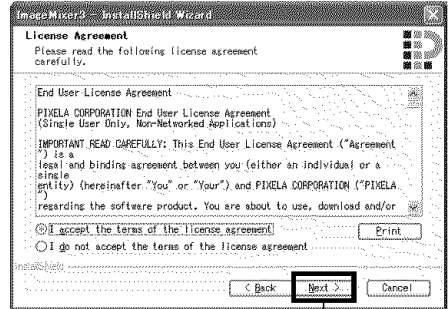 ImageMixer3 - InstallShield Wizard
License Agreement
Please read the following license agreement
carefully.
End User License Agreement
PIXELA CORPORATION End User License Agreement
(Single User Only, Non-Networked Applications)
IMPORTANT READ CAREFULLY: This End User License Agreement ("Agreement
") is a
legal and binding agreement between you (either an individual or a
single
entity) (hereinafter "You" or "Your") and PIXELA CORPORATION ("PIXELA
")
regarding the software product. You are about to use, download and/or
I accept the terms of the license agreement
Print
I do not accept the terms of the license agreement
InstallShield
< Back
Next >
Cancel